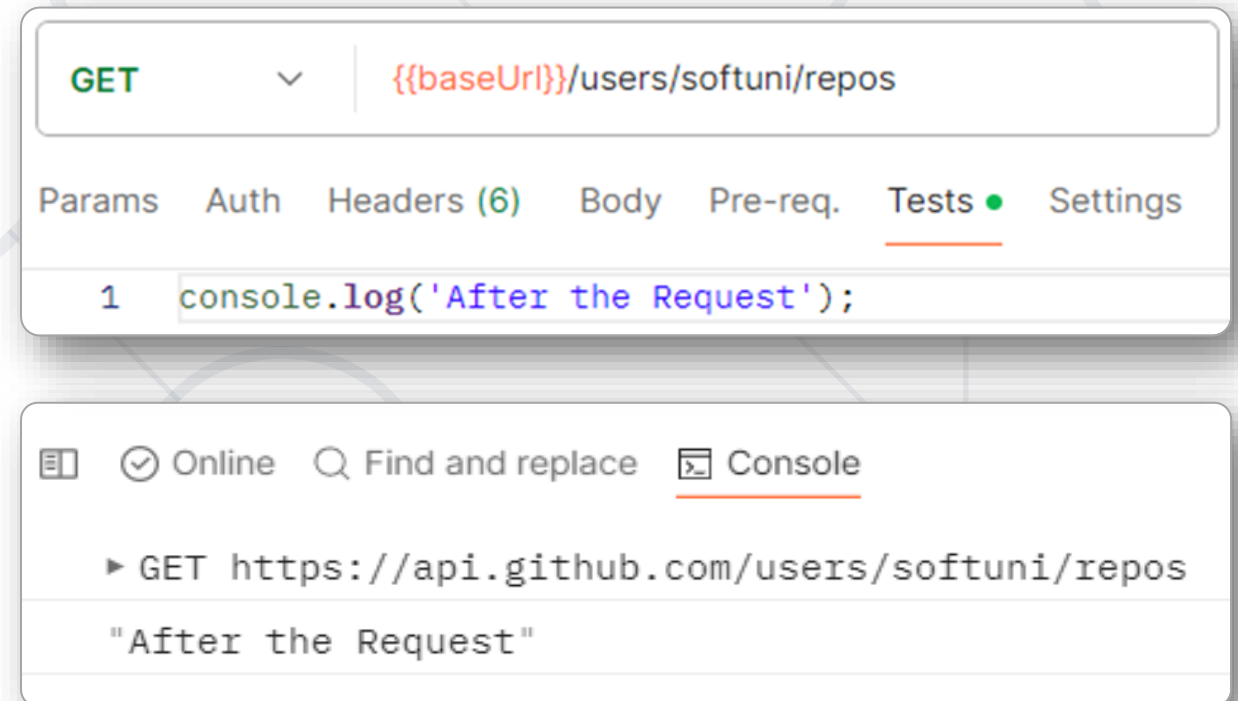 GET {{baseUrl}}/users/softuni/repos
Params Auth Headers (6) Body Pre-req. Tests Settings
1 console.log('After the Request');
Online Find and replace Console
GET https://api.github.com/users/softuni/repos
"After the Request"